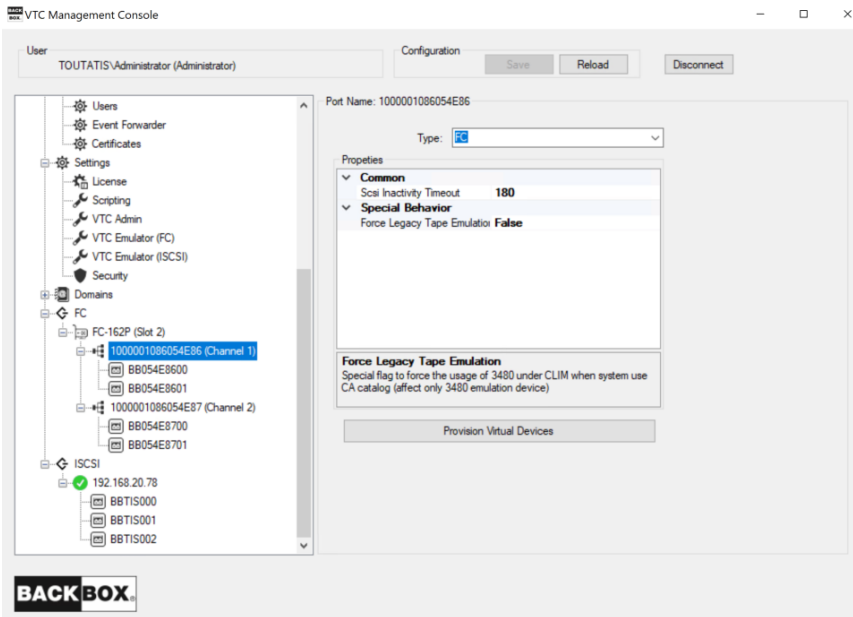 BACK BOX. VTC Management Console
User
TOUTATIS\Administrator (Administrator)
Configuration
Save
Reload
Disconnect
Users
Event Forwarder
Certificates
Settings
License
Scripting
VTC Admin
VTC Emulator (FC)
VTC Emulator (ISCSI)
Security
Domains
FC
FC-162P (Slot 2)
1000001086054E86 (Channel 1)
BB054E8600
BB054E8601
1000001086054E87 (Channel 2)
BB054E8700
BB054E8701
ISCSI
192.168.20.78
BBTIS000
BBTIS001
BBTIS002
Port Name: 1000001086054E86
Type: FC
Propeties
Common
Scsi Inactivity Timeout 180
Special Behavior
Force Legacy Tape Emulation False
Force Legacy Tape Emulation
Special flag to force the usage of 3480 under CLIM when system use
CA catalog (affect only 3480 emulation device)
Provision Virtual Devices
BACKBOX®